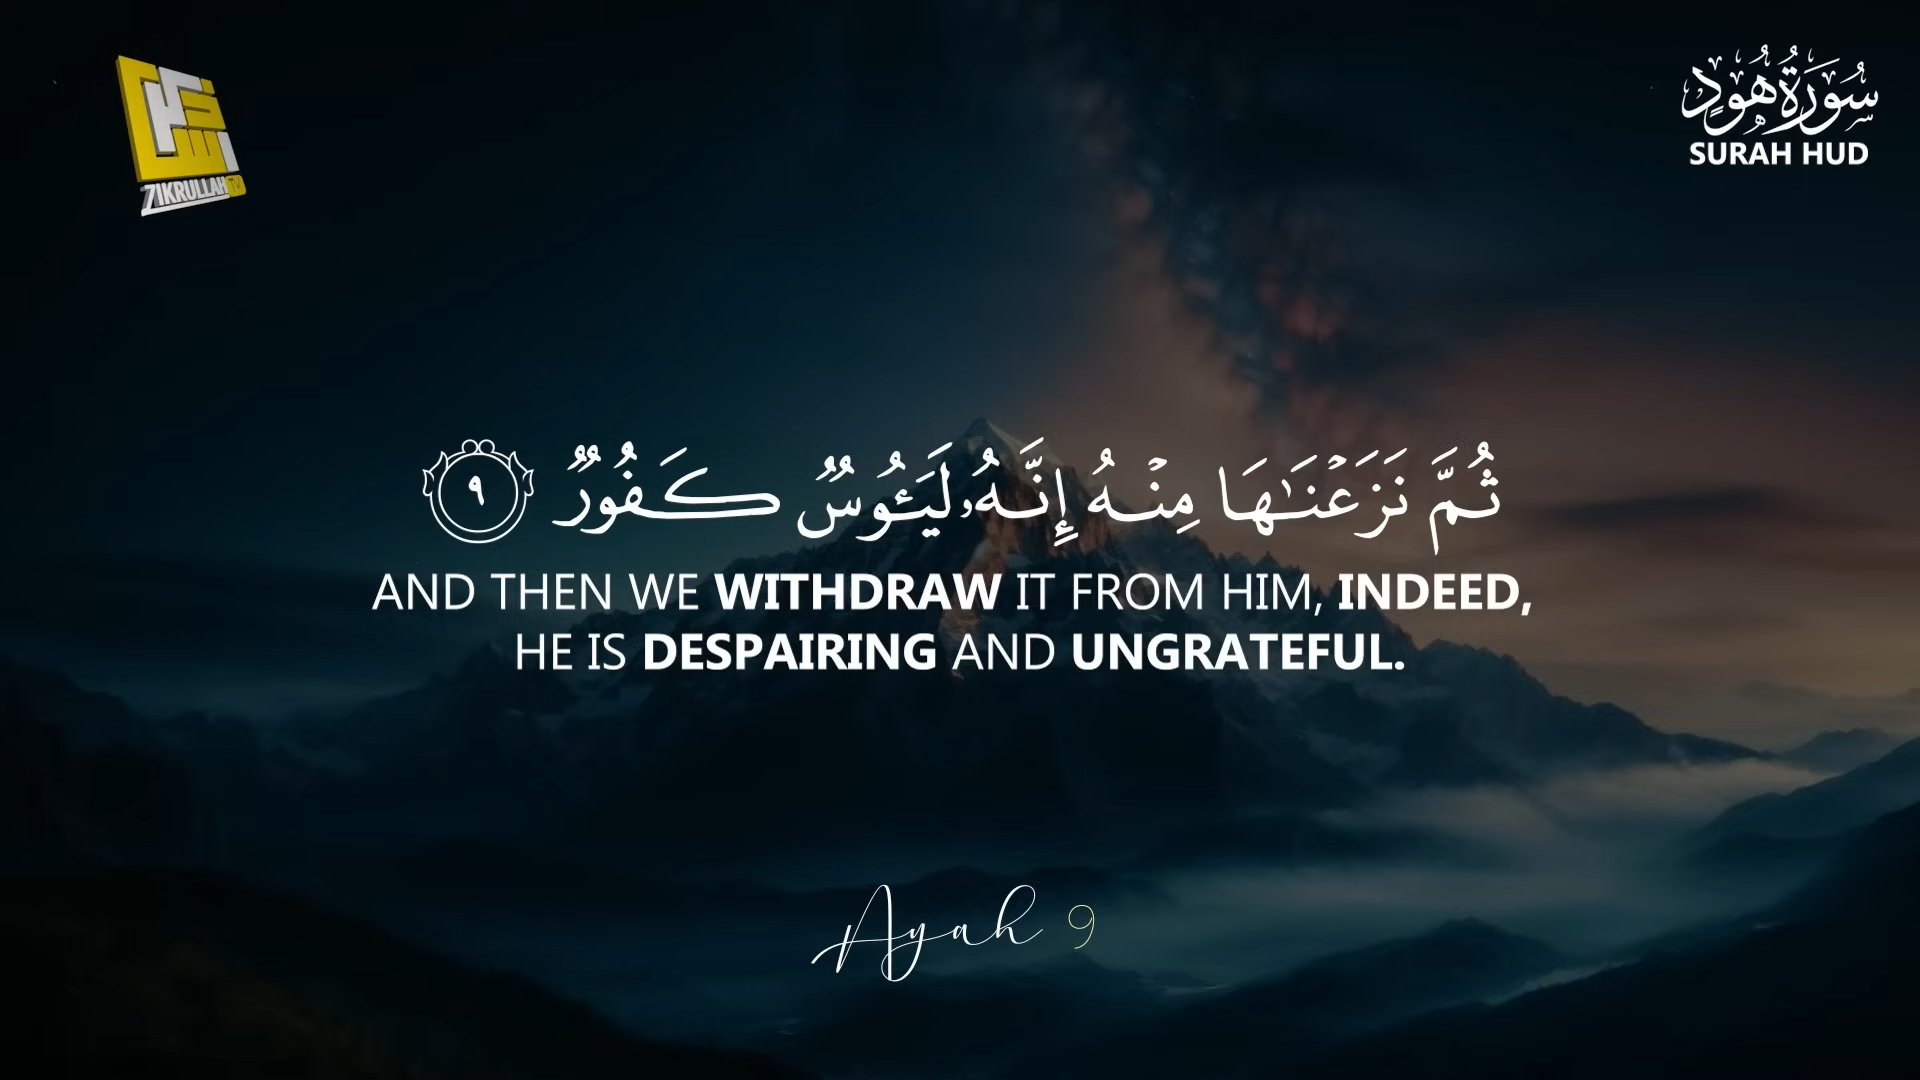 ZIKRULLAH TV
سُورَةُ هُودٍ
SURAH HUD
ثُمَّ نَزَعْنَـٰهَا مِنْهُ إِنَّهُۥ لَيَـُٔوسٌ كَفُورٌ ٩
AND THEN WE WITHDRAW IT FROM HIM, INDEED,
HE IS DESPAIRING AND UNGRATEFUL.
Ayah 9